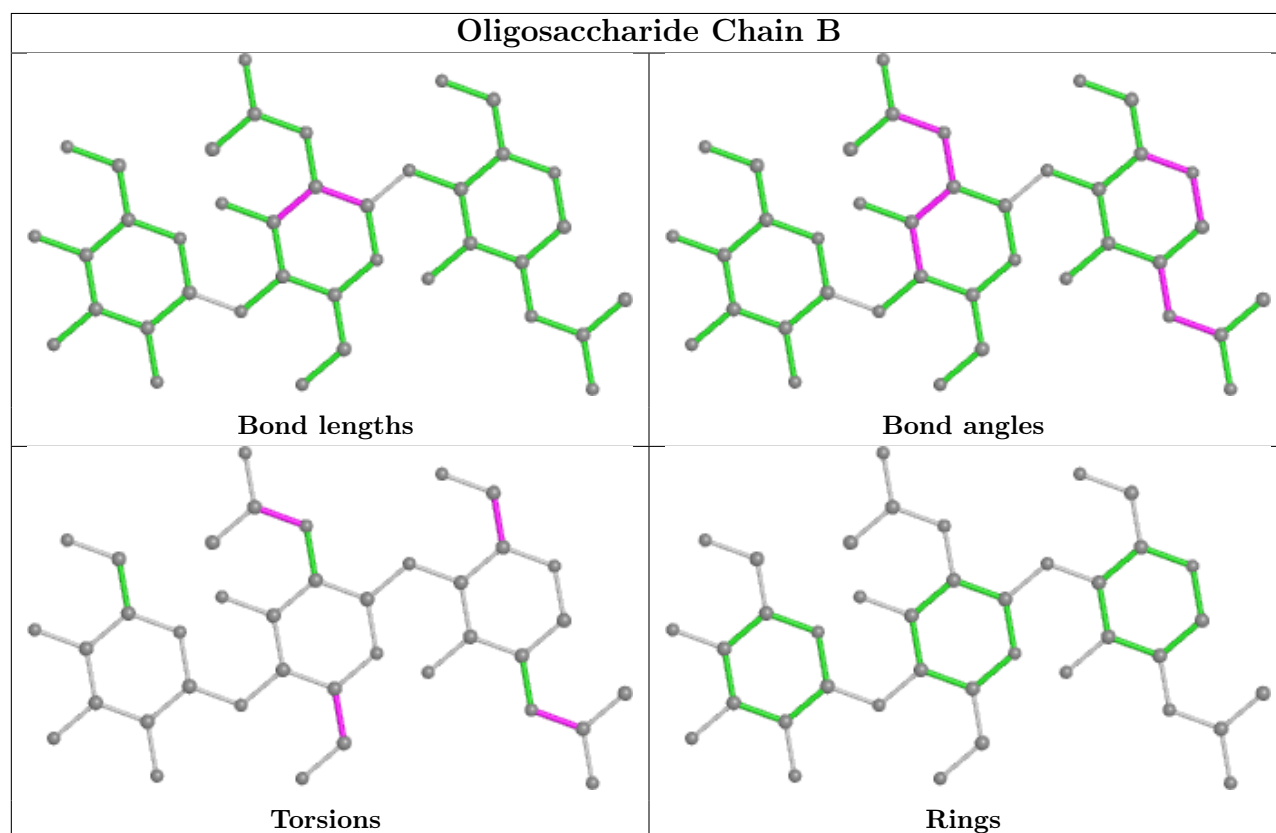 Oligosaccharide Chain B
Bond lengths
Bond angles
Torsions
Rings